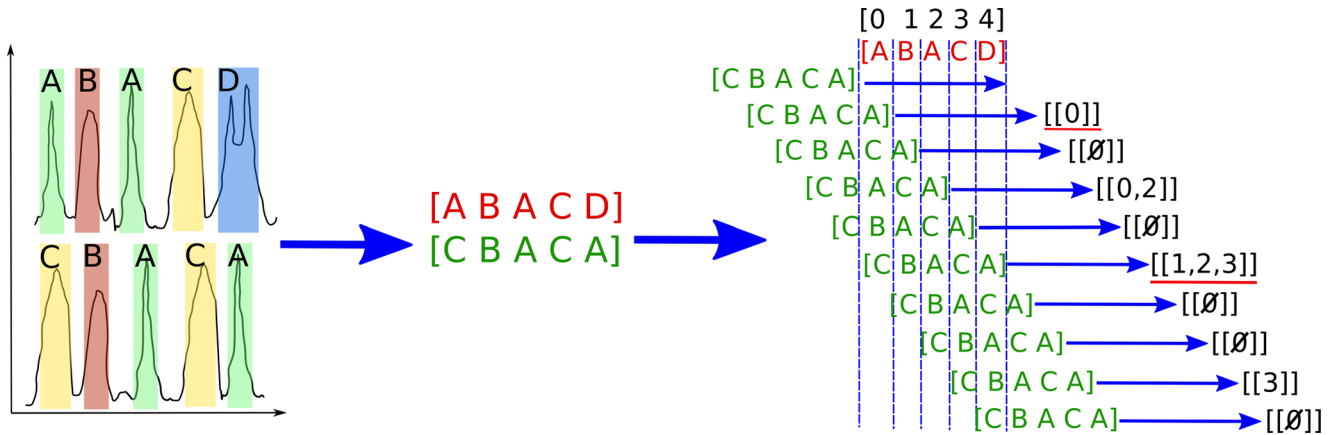 A B A C D
C B A C A
[A B A C D]
[C B A C A]
[0 1 2 3 4]
[A B A C D]
[C B A C A]
[C B A C A] [[0]]
[C B A C A] [[Ø]]
[C B A C A] [[0,2]]
[C B A C A] [[Ø]]
[C B A C A] [[1,2,3]]
[C B A C A] [[Ø]]
[C B A C A] [[Ø]]
[C B A C A] [[3]]
[C B A C A] [[Ø]]